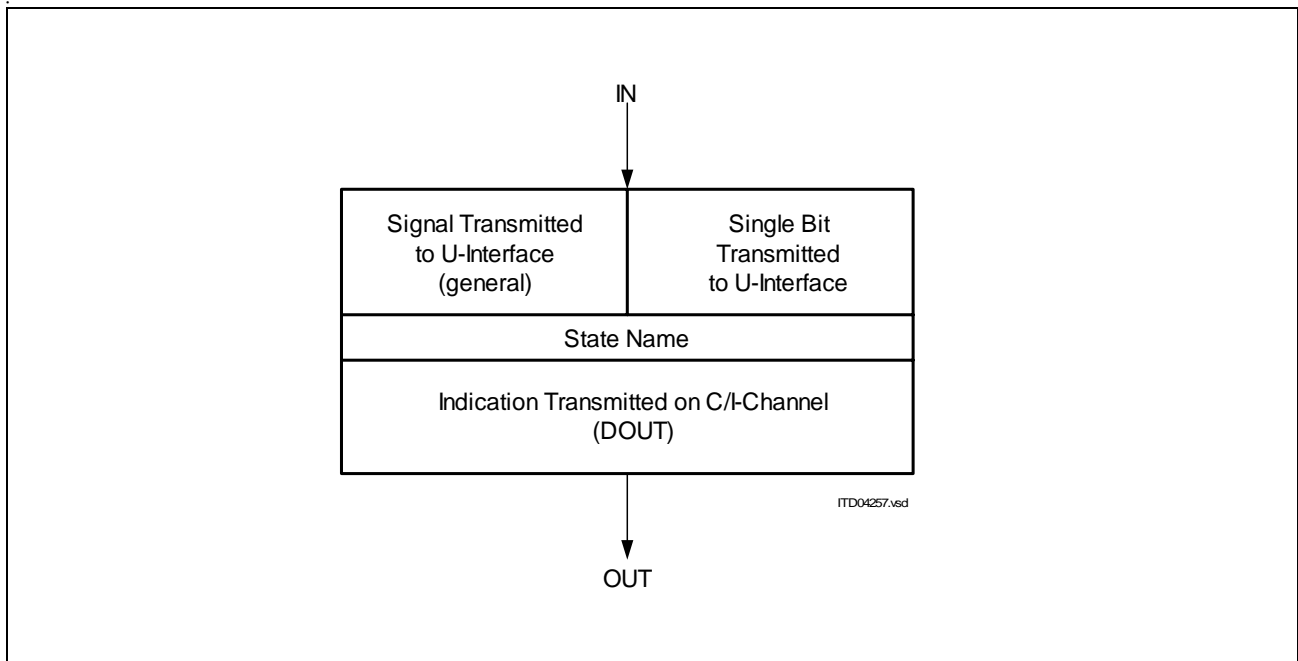 IN
Signal Transmitted
to U-Interface
(general)
Single Bit
Transmitted
to U-Interface
State Name
Indication Transmitted on C/I-Channel
(DOUT)
ITD04257.vsd
OUT